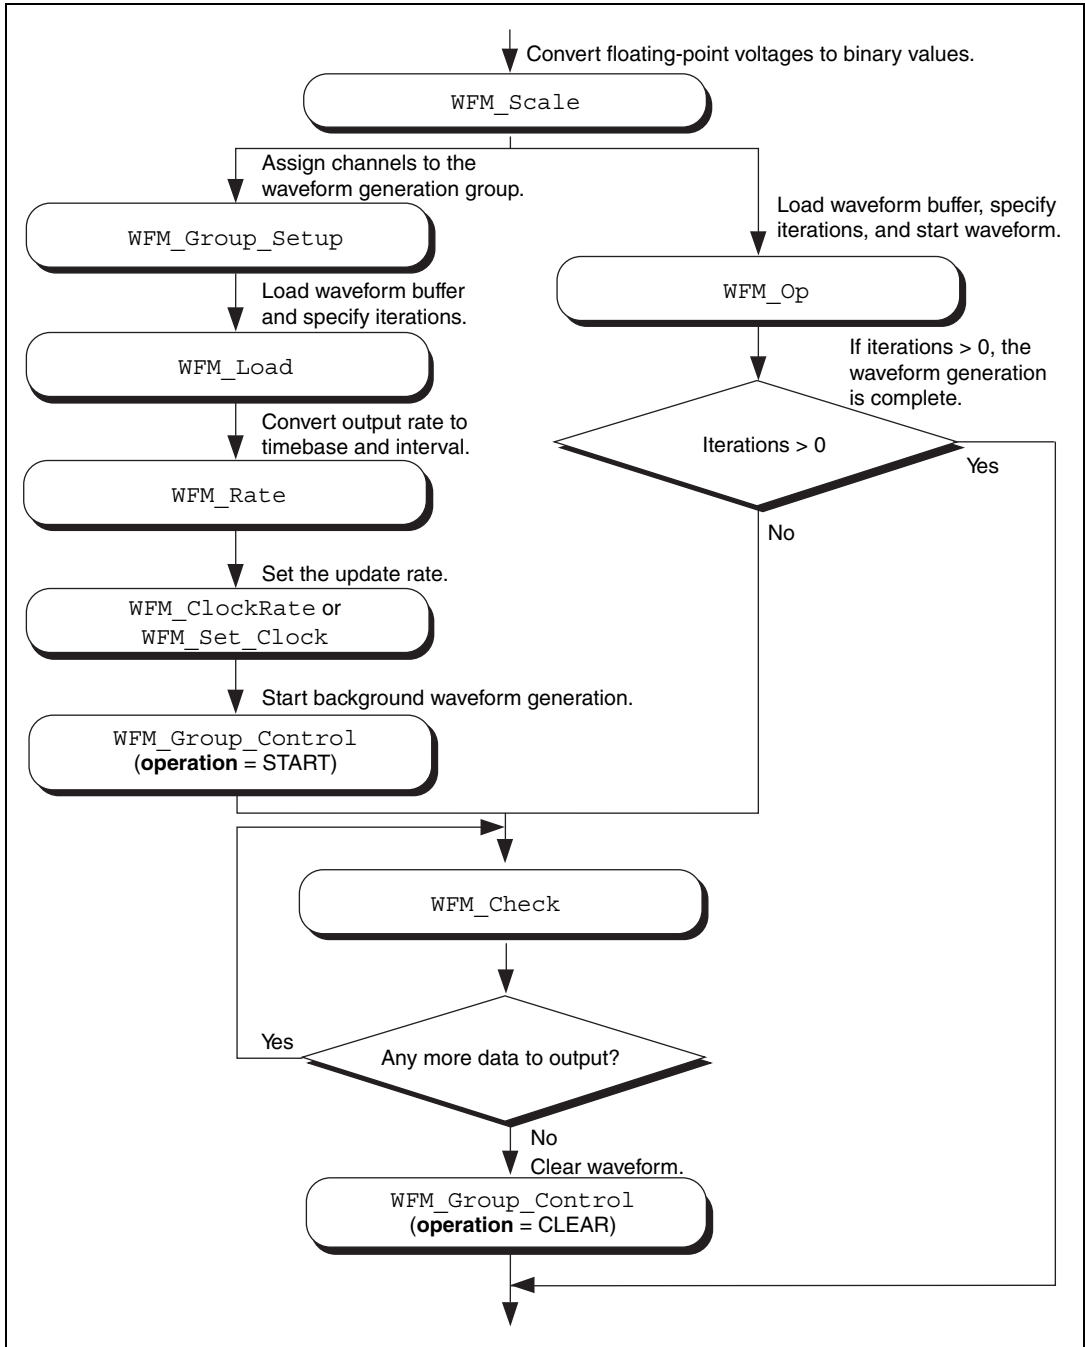 Convert floating-point voltages to binary values.
WFM_Scale
Assign channels to the
waveform generation group.
WFM_Group_Setup
Load waveform buffer
and specify iterations.
WFM_Load
Convert output rate to
timebase and interval.
WFM_Rate
Set the update rate.
WFM_ClockRate or
WFM_Set_Clock
Start background waveform generation.
WFM_Group_Control
(operation = START)
Load waveform buffer, specify
iterations, and start waveform.
WFM_Op
If iterations > 0, the
waveform generation
is complete.
Iterations > 0
Yes
No
WFM_Check
Any more data to output?
Yes
No
Clear waveform.
WFM_Group_Control
(operation = CLEAR)